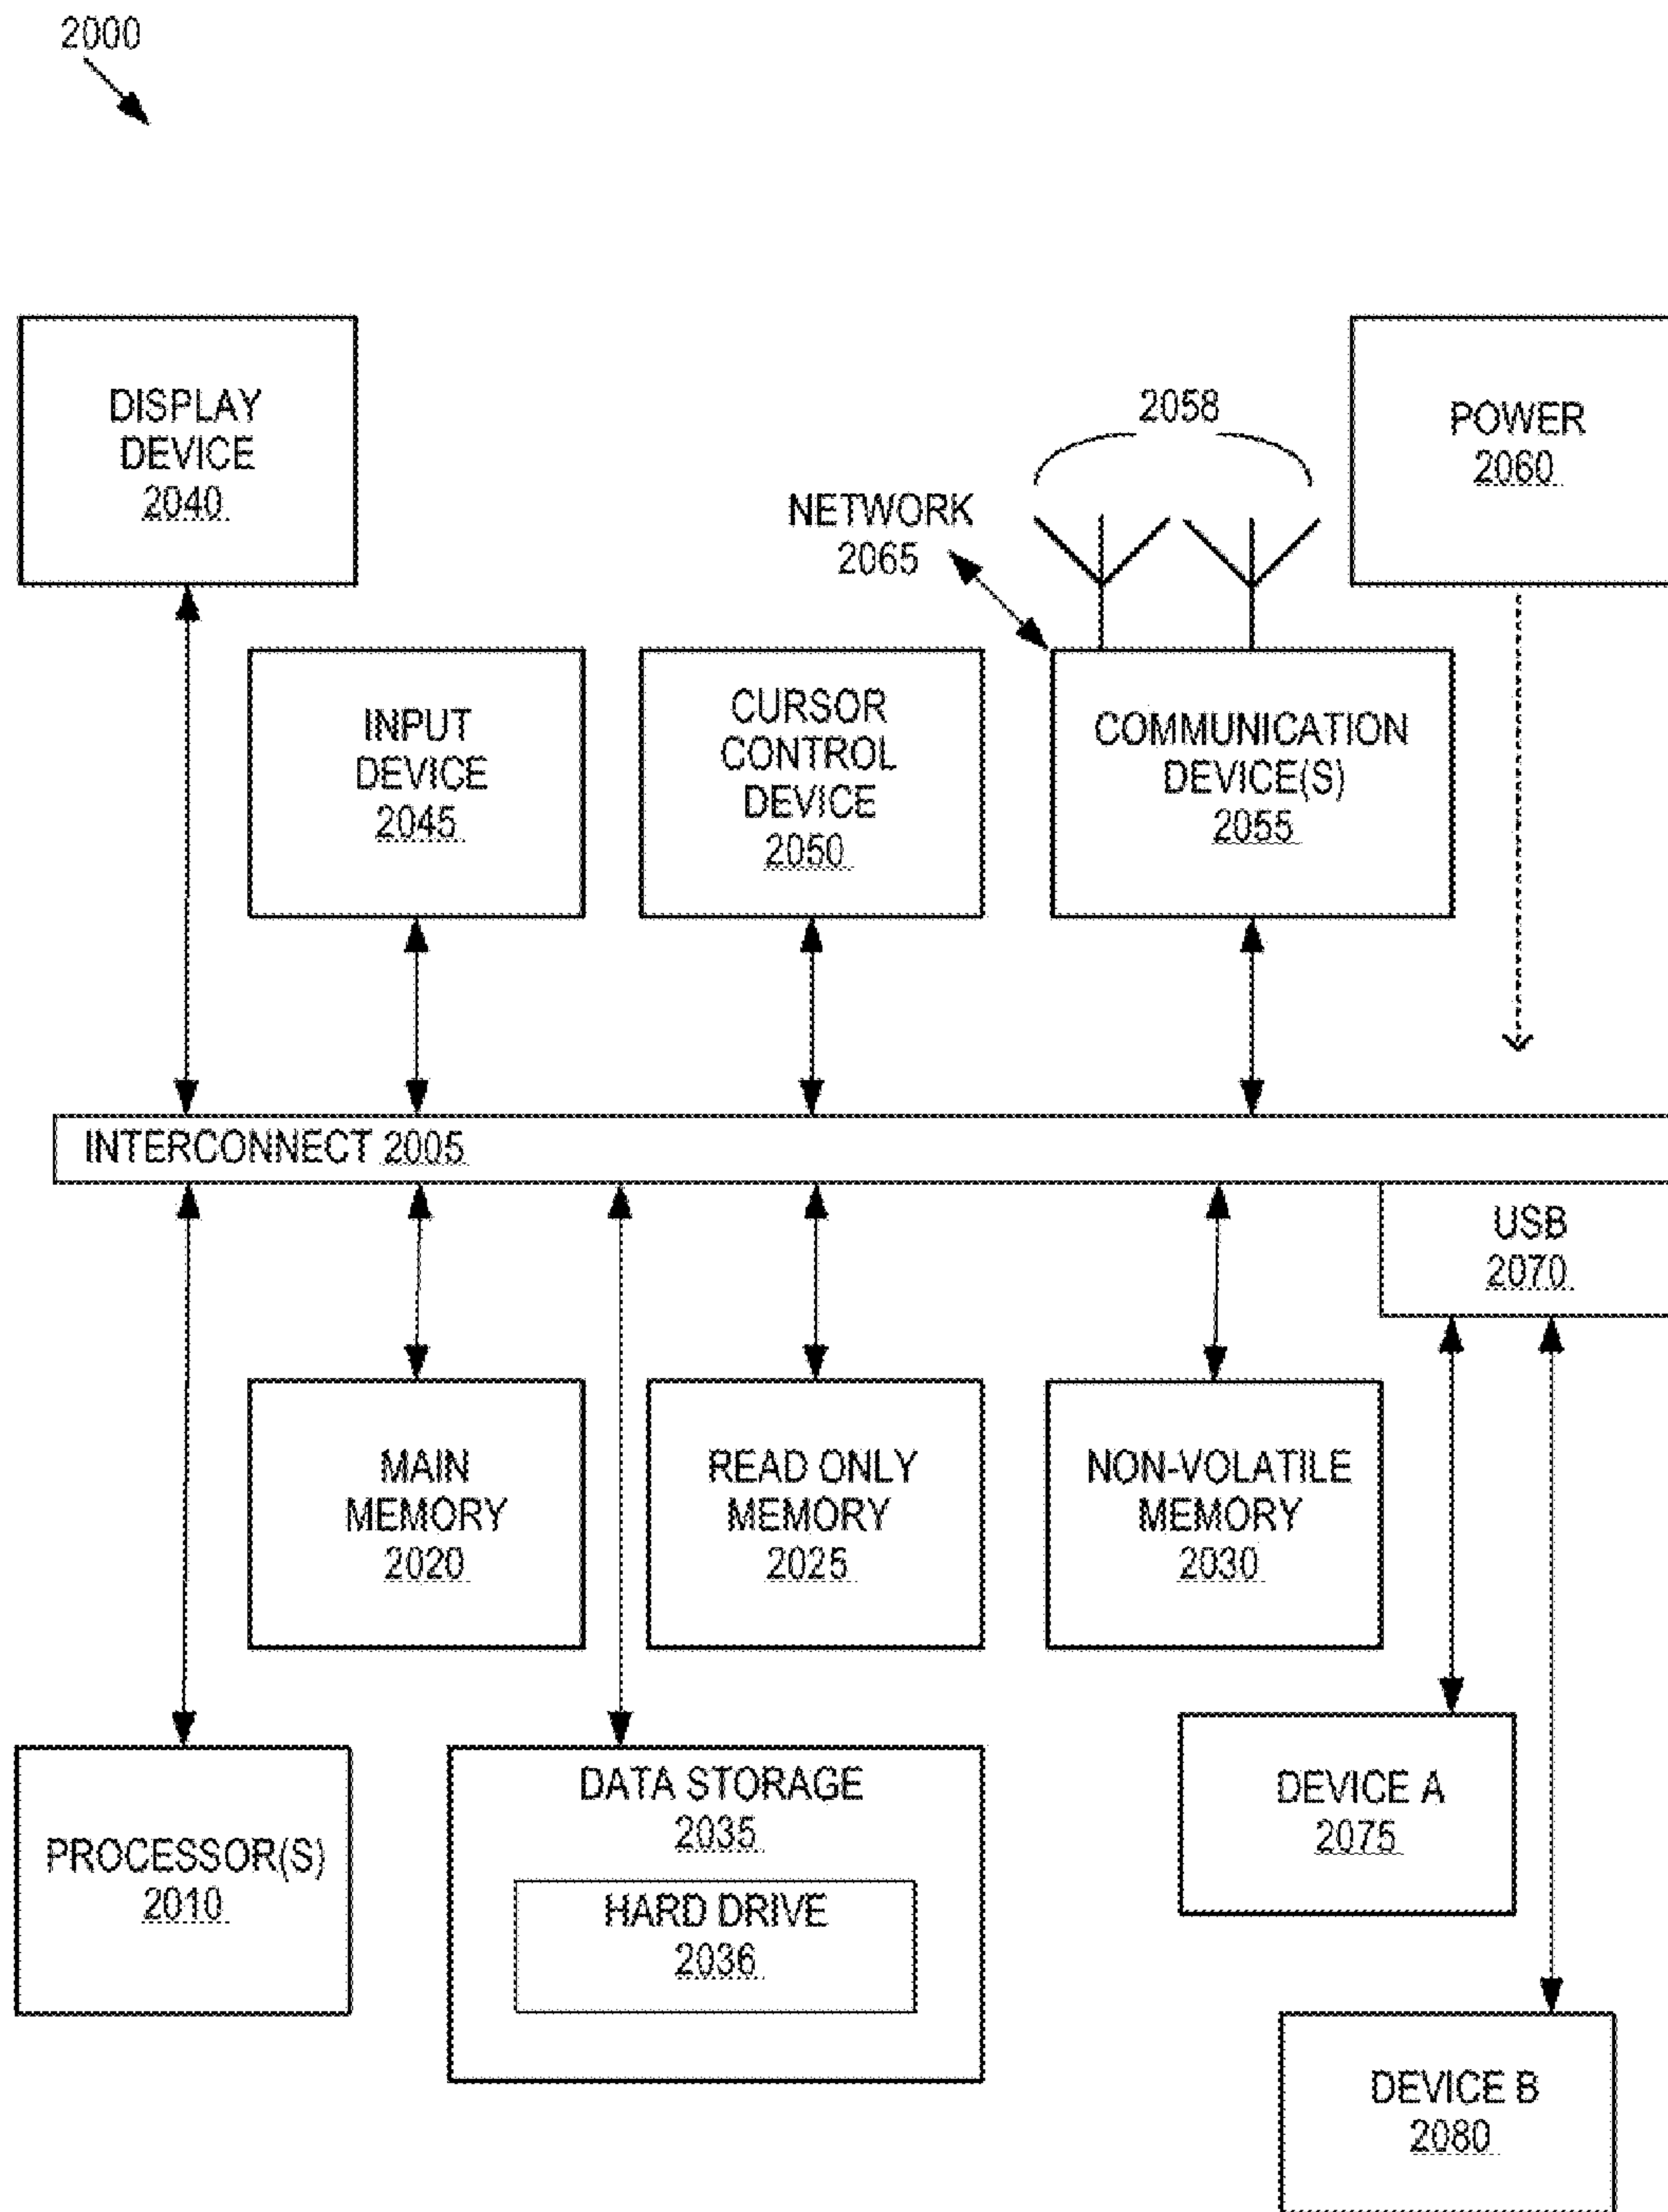 2000
DISPLAY
DEVICE
2040
2058
POWER
2060
NETWORK
2065
INPUT
DEVICE
2045
CURSOR
CONTROL
DEVICE
2050
COMMUNICATION
DEVICE(S)
2055
INTERCONNECT 2005
USB
2070
MAIN
MEMORY
2020
READ ONLY
MEMORY
2025
NON-VOLATILE
MEMORY
2030
PROCESSOR(S)
2010
DATA STORAGE
2035
HARD DRIVE
2036
DEVICE A
2075
DEVICE B
2080